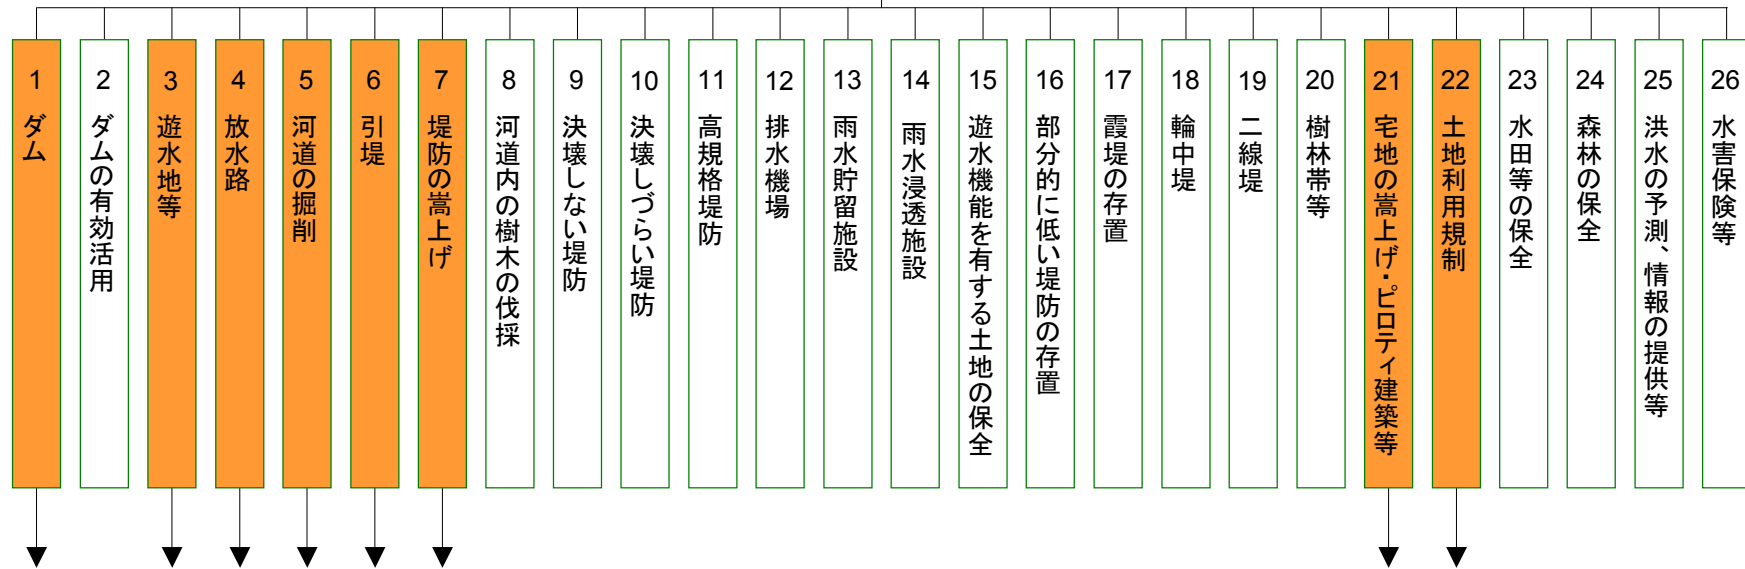 1
ダム
2
ダムの有効活用
3
遊水地等
4
放水路
5
河道の掘削
6
引堤
7
堤防の嵩上げ
8
河道内の樹木の伐採
9
決壊しない堤防
10
決壊しづらい堤防
11
高規格堤防
12
排水機場
13
雨水貯留施設
14
雨水浸透施設
15
遊水機能を有する土地の保全
16
部分的に低い堤防の存置
17
霞堤の存置
18
輪中堤
19
二線堤
20
樹林帯等
21
宅地の嵩上げ・ピロティ建築等
22
土地利用規制
23
水田等の保全
24
森林の保全
25
洪水の予測、情報の提供等
26
水害保険等